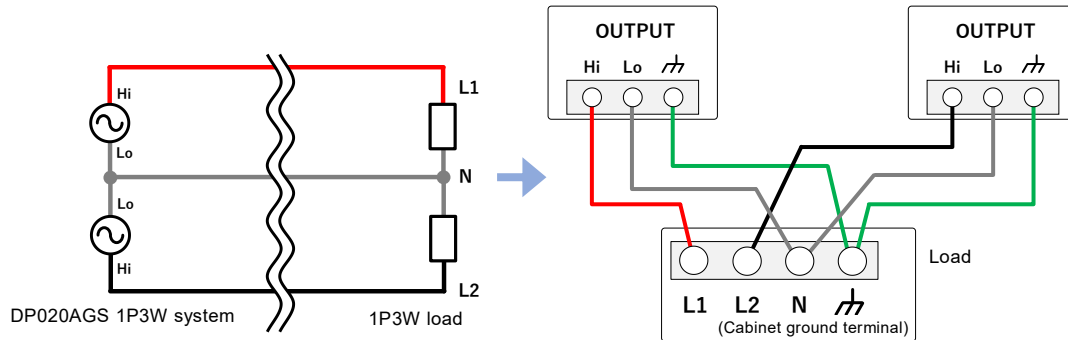 Hi
Lo
Lo
Hi
L1
N
L2
DP020AGS 1P3W system
1P3W load
OUTPUT
Hi Lo
OUTPUT
Hi Lo
Load
L1 L2 N
(Cabinet ground terminal)